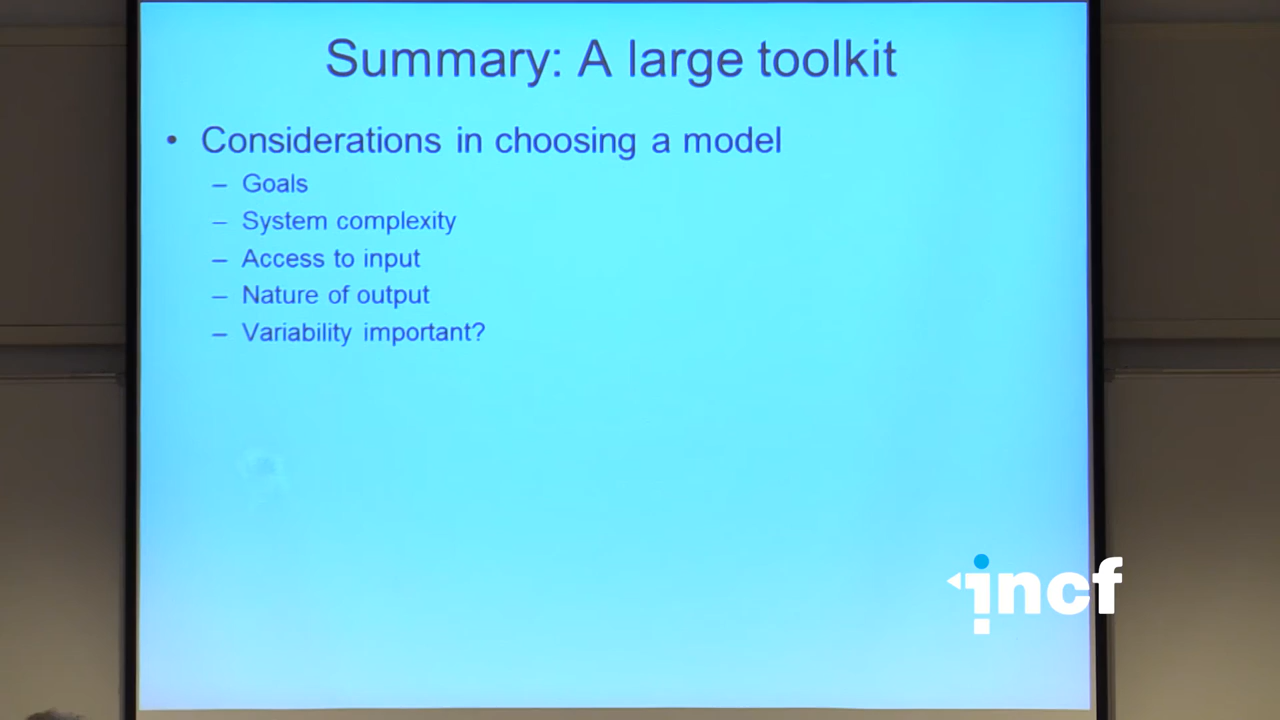 Summary: A large toolkit
• Considerations in choosing a model
– Goals
– System complexity
– Access to input
– Nature of output
– Variability important?
incf